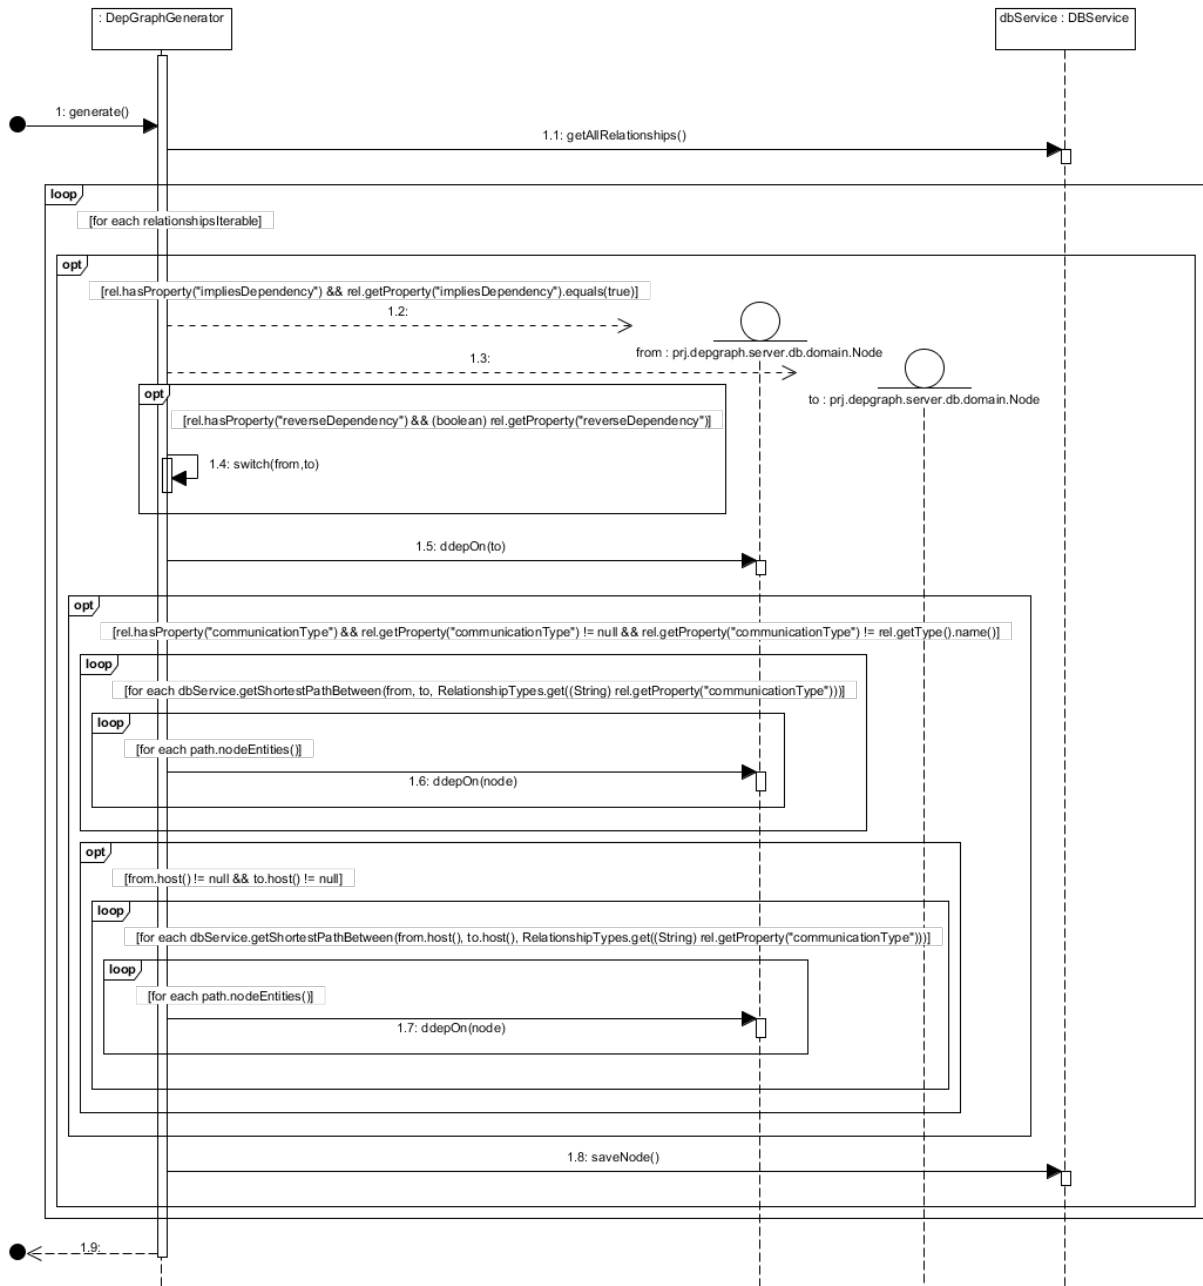 : DepGraphGenerator
dbService : DBService
1: generate()
1.1: getAllRelationships()
loop
[for each relationshipsIterable]
opt
[rel.hasProperty("impliesDependency") && rel.getProperty("impliesDependency").equals(true)]
1.2:
from : prj.depgraph.server.db.domain.Node
1.3:
to : prj.depgraph.server.db.domain.Node
opt
[rel.hasProperty("reverseDependency") && (boolean) rel.getProperty("reverseDependency")]
1.4: switch(from,to)
1.5: ddepOn(to)
opt
[rel.hasProperty("communicationType") && rel.getProperty("communicationType") != null && rel.getProperty("communicationType") != rel.getType().name()]
loop
[for each dbService.getShortestPathBetween(from, to, RelationshipTypes.get((String) rel.getProperty("communicationType")))]
loop
[for each path.nodeEntities()]
1.6: ddepOn(node)
opt
[from.host() != null && to.host() != null]
loop
[for each dbService.getShortestPathBetween(from.host(), to.host(), RelationshipTypes.get((String) rel.getProperty("communicationType")))]
loop
[for each path.nodeEntities()]
1.7: ddepOn(node)
1.8: saveNode()
1.9: